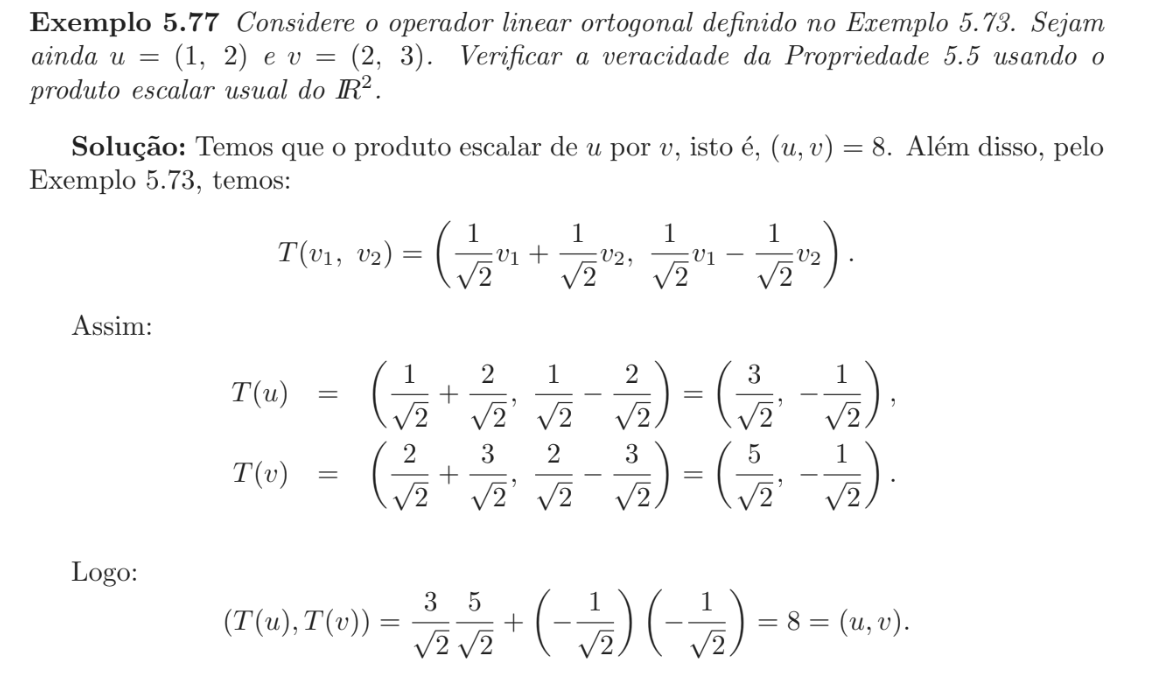 Exemplo 5.77 Considere o operador linear ortogonal definido no Exemplo 5.73. Sejam
ainda u = (1, 2) e v = (2, 3). Verificar a veracidade da Propriedade 5.5 usando o
produto escalar usual do ℝ².
Solução: Temos que o produto escalar de u por v, isto é, (u, v) = 8. Além disso, pelo
Exemplo 5.73, temos:
T(v₁, v₂) = (1/√2 v₁ + 1/√2 v₂, 1/√2 v₁ − 1/√2 v₂).
Assim:
T(u) = (1/√2 + 2/√2, 1/√2 − 2/√2) = (3/√2, −1/√2),
T(v) = (2/√2 + 3/√2, 2/√2 − 3/√2) = (5/√2, −1/√2).
Logo:
(T(u), T(v)) = 3/√2 5/√2 + (−1/√2)(−1/√2) = 8 = (u, v).